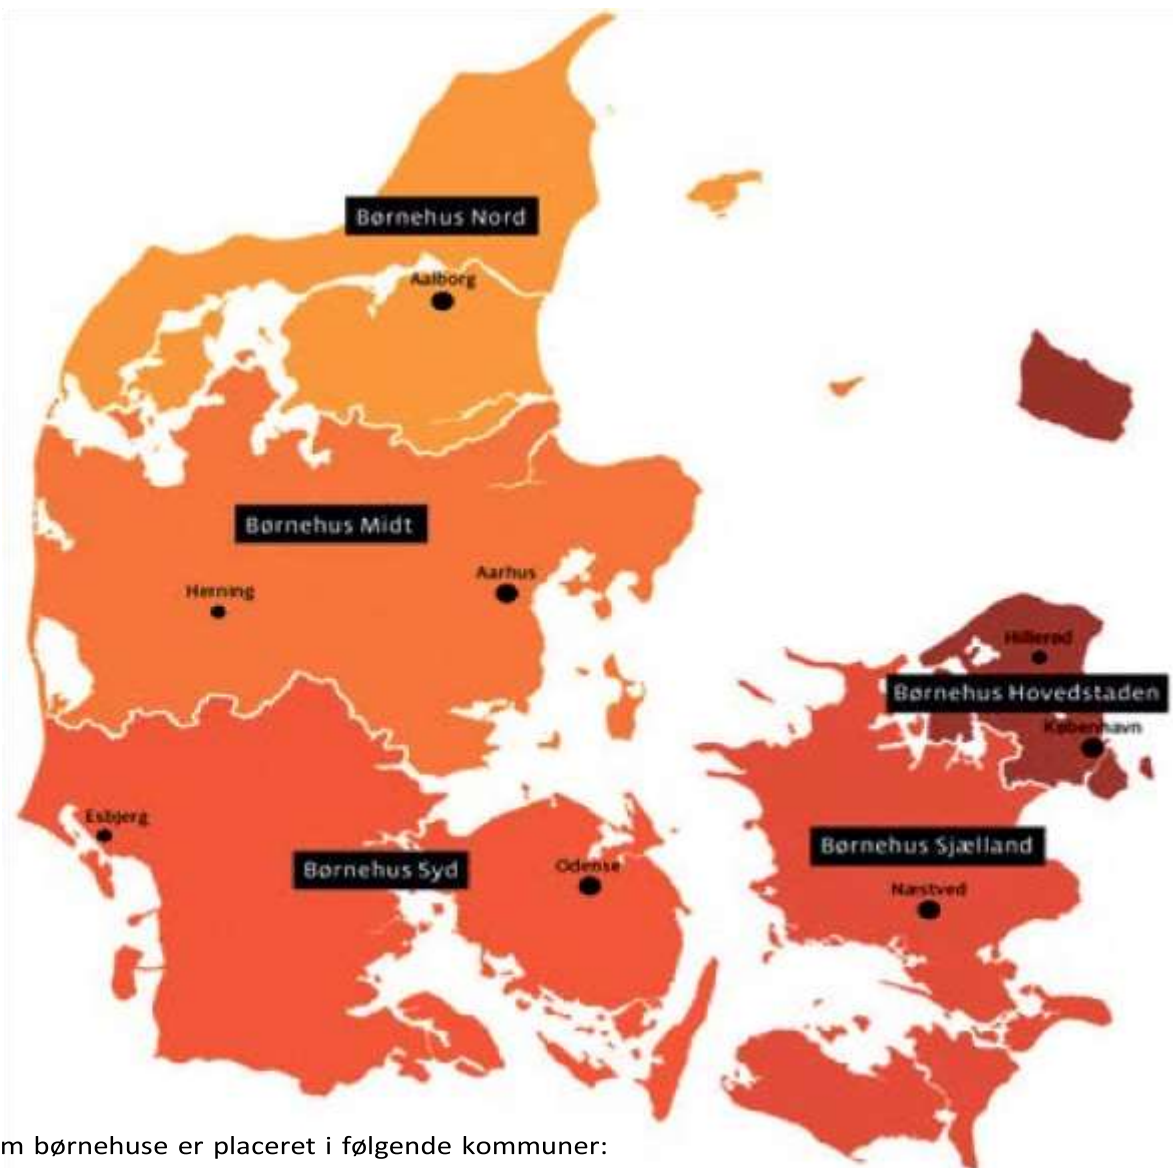 Børnehus Nord
Aalborg
Børnehus Midt
Aarhus
Herning
Hillerød
Børnehus Hovedstaden
København
Esbjerg
Børnehus Sjælland
Børnehus Syd
Odense
Næstved
m børnehuse er placeret i følgende kommuner: